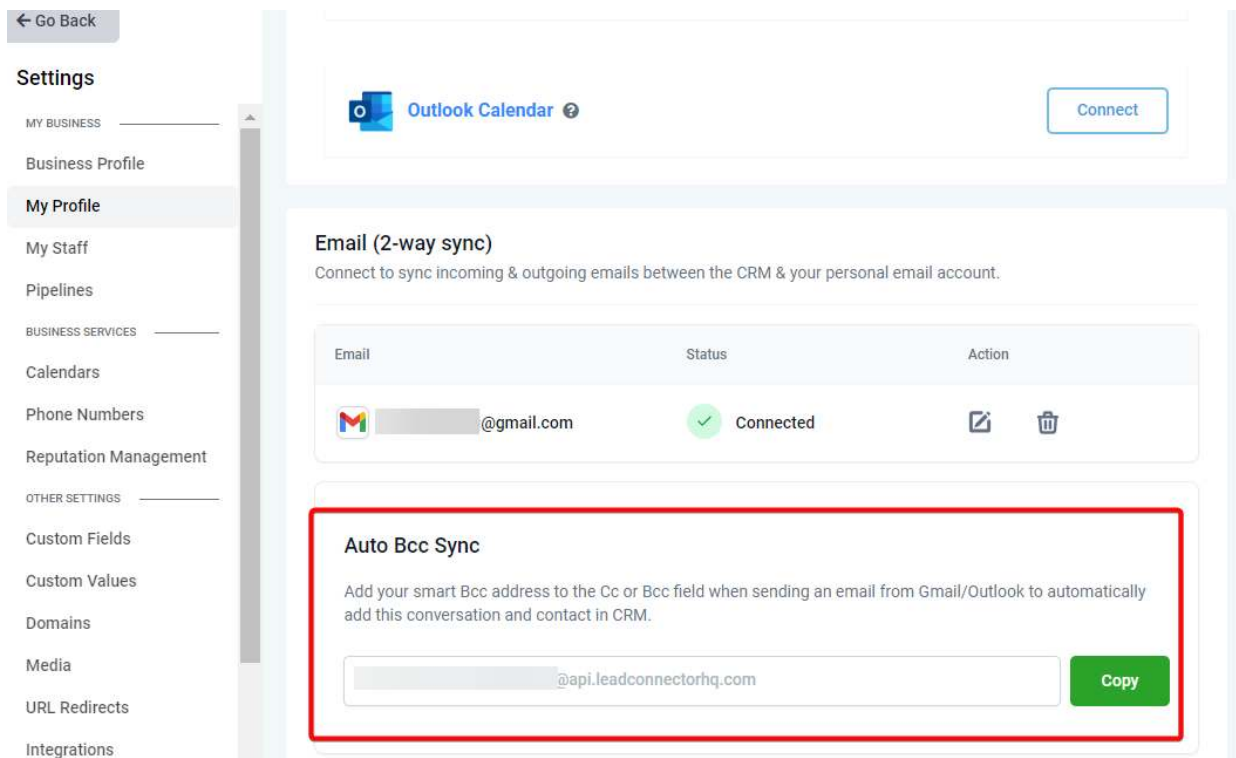 Go Back
Settings
MY BUSINESS
Business Profile
My Profile
My Staff
Pipelines
BUSINESS SERVICES
Calendars
Phone Numbers
Reputation Management
OTHER SETTINGS
Custom Fields
Custom Values
Domains
Media
URL Redirects
Integrations
Outlook Calendar
Connect
Email (2-way sync)
Connect to sync incoming & outgoing emails between the CRM & your personal email account.
Email Status Action
@gmail.com Connected
Auto Bcc Sync
Add your smart Bcc address to the Cc or Bcc field when sending an email from Gmail/Outlook to automatically
add this conversation and contact in CRM.
@api.leadconnectorhq.com Copy